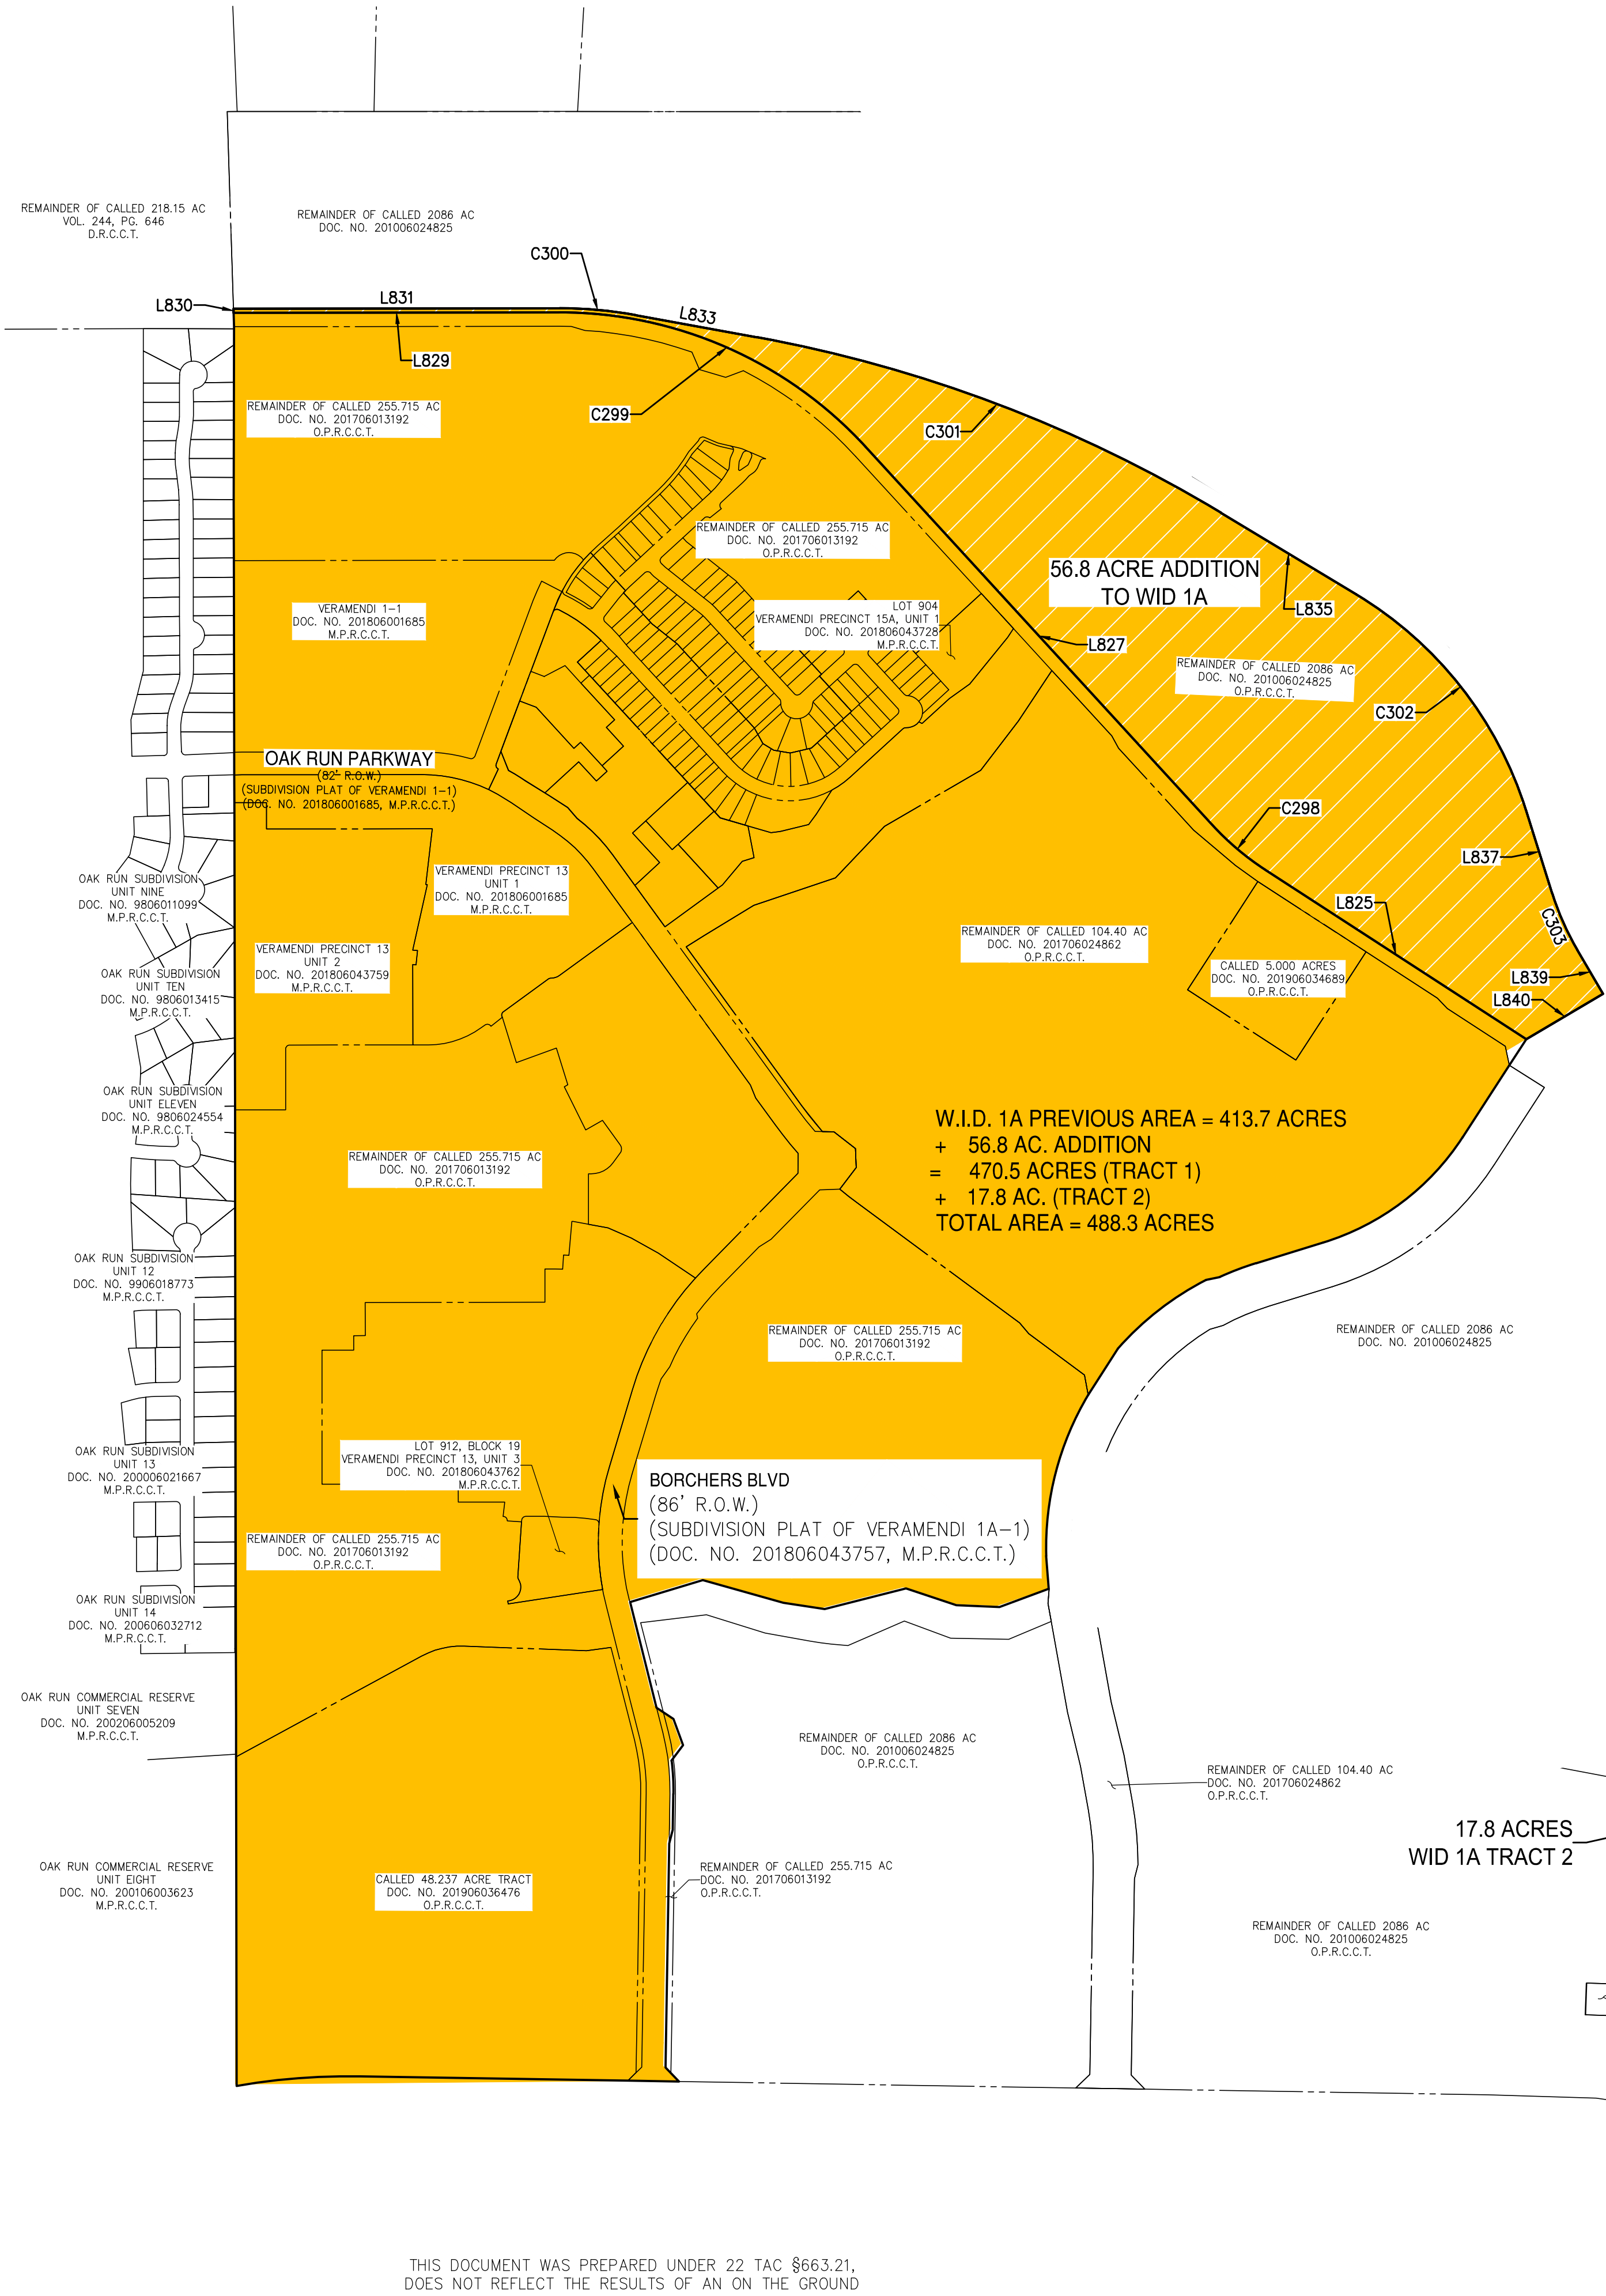 REMAINDER OF CALLED 218.15 AC
VOL. 244, PG. 646
D.R.C.C.T.
REMAINDER OF CALLED 2086 AC
DOC. NO. 201006024825
C300
L830
L831
L833
L829
C299
C301
REMAINDER OF CALLED 255.715 AC
DOC. NO. 201706013192
O.P.R.C.C.T.
REMAINDER OF CALLED 255.715 AC
DOC. NO. 201706013192
O.P.R.C.C.T.
56.8 ACRE ADDITION
TO WID 1A
L835
L827
VERAMENDI 1-1
DOC. NO. 201806001685
M.P.R.C.C.T.
LOT 904
VERAMENDI PRECINCT 15A, UNIT 1
DOC. NO. 201806043728
M.P.R.C.C.T.
REMAINDER OF CALLED 2086 AC
DOC. NO. 201006024825
O.P.R.C.C.T.
C302
OAK RUN PARKWAY
(82' R.O.W.)
(SUBDIVISION PLAT OF VERAMENDI 1-1)
(DOC. NO. 201806001685, M.P.R.C.C.T.)
C298
L837
L825
C303
L839
L840
OAK RUN SUBDIVISION
UNIT NINE
DOC. NO. 9806011099
M.P.R.C.C.T.
VERAMENDI PRECINCT 13
UNIT 1
DOC. NO. 201806001685
M.P.R.C.C.T.
VERAMENDI PRECINCT 13
UNIT 2
DOC. NO. 201806043759
M.P.R.C.C.T.
REMAINDER OF CALLED 104.40 AC
DOC. NO. 201706024862
O.P.R.C.C.T.
CALLED 5.000 ACRES
DOC. NO. 201906034689
O.P.R.C.C.T.
OAK RUN SUBDIVISION
UNIT TEN
DOC. NO. 9806013415
M.P.R.C.C.T.
OAK RUN SUBDIVISION
UNIT ELEVEN
DOC. NO. 9806024554
M.P.R.C.C.T.
W.I.D. 1A PREVIOUS AREA = 413.7 ACRES
+ 56.8 AC. ADDITION
= 470.5 ACRES (TRACT 1)
+ 17.8 AC. (TRACT 2)
TOTAL AREA = 488.3 ACRES
REMAINDER OF CALLED 255.715 AC
DOC. NO. 201706013192
O.P.R.C.C.T.
OAK RUN SUBDIVISION
UNIT 12
DOC. NO. 9906018773
M.P.R.C.C.T.
REMAINDER OF CALLED 255.715 AC
DOC. NO. 201706013192
O.P.R.C.C.T.
REMAINDER OF CALLED 2086 AC
DOC. NO. 201006024825
OAK RUN SUBDIVISION
UNIT 13
DOC. NO. 200006021667
M.P.R.C.C.T.
LOT 912, BLOCK 19
VERAMENDI PRECINCT 13, UNIT 3
DOC. NO. 201806043762
M.P.R.C.C.T.
BORCHERS BLVD
(86' R.O.W.)
(SUBDIVISION PLAT OF VERAMENDI 1A-1)
(DOC. NO. 201806043757, M.P.R.C.C.T.)
REMAINDER OF CALLED 255.715 AC
DOC. NO. 201706013192
O.P.R.C.C.T.
OAK RUN SUBDIVISION
UNIT 14
DOC. NO. 200606032712
M.P.R.C.C.T.
OAK RUN COMMERCIAL RESERVE
UNIT SEVEN
DOC. NO. 200206005209
M.P.R.C.C.T.
REMAINDER OF CALLED 2086 AC
DOC. NO. 201006024825
O.P.R.C.C.T.
REMAINDER OF CALLED 104.40 AC
DOC. NO. 201706024862
O.P.R.C.C.T.
17.8 ACRES
WID 1A TRACT 2
OAK RUN COMMERCIAL RESERVE
UNIT EIGHT
DOC. NO. 200106003623
M.P.R.C.C.T.
CALLED 48.237 ACRE TRACT
DOC. NO. 201906036476
O.P.R.C.C.T.
REMAINDER OF CALLED 255.715 AC
DOC. NO. 201706013192
O.P.R.C.C.T.
REMAINDER OF CALLED 2086 AC
DOC. NO. 201006024825
O.P.R.C.C.T.
THIS DOCUMENT WAS PREPARED UNDER 22 TAC §663.21,
DOES NOT REFLECT THE RESULTS OF AN ON THE GROUND